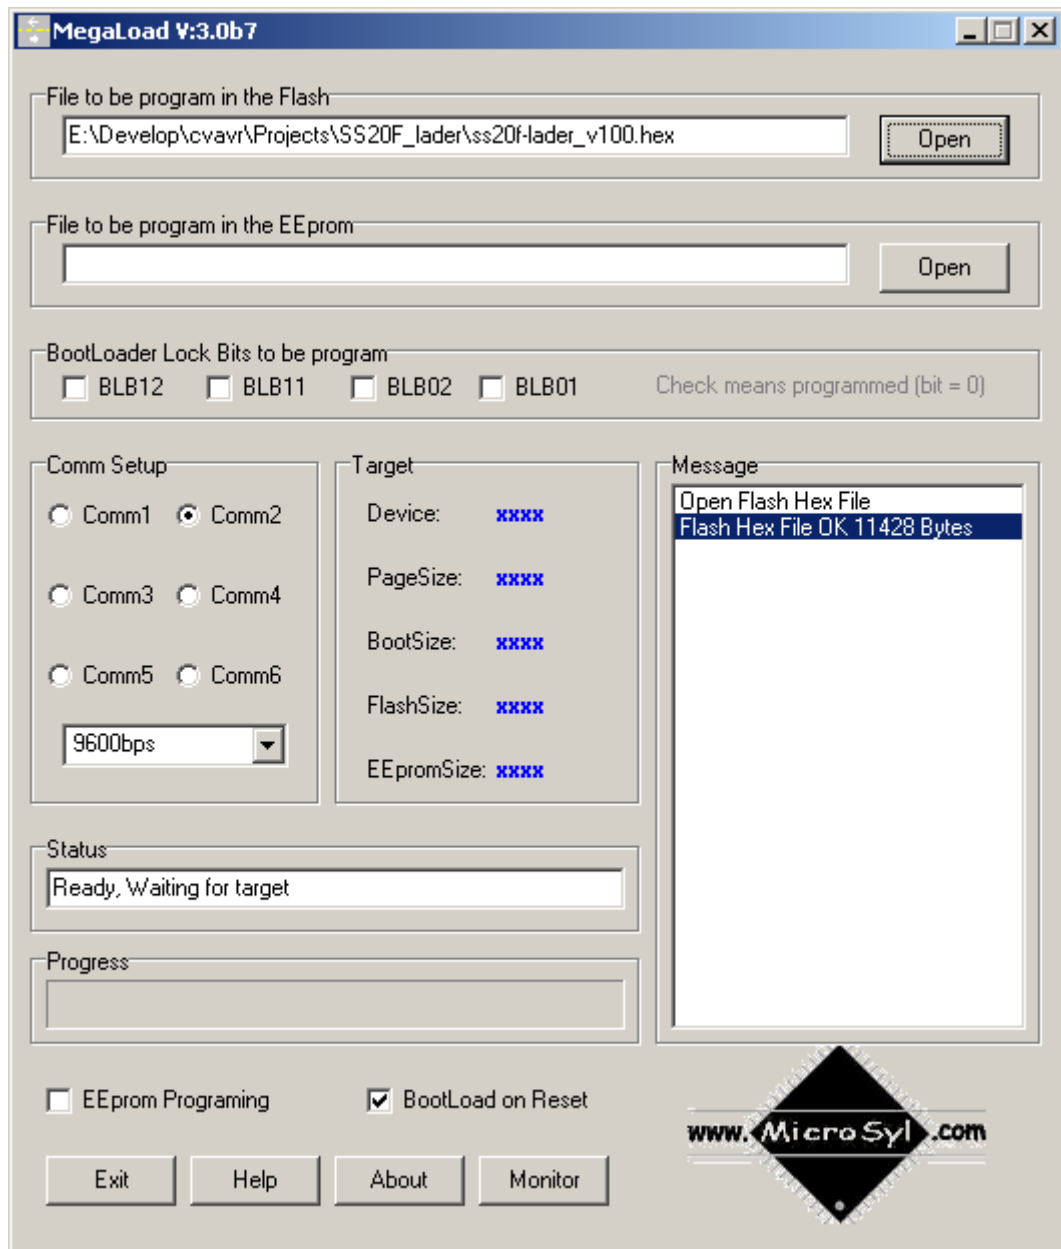 MegaLoad V:3.0b7
File to be program in the Flash
E:\Develop\cvavr\Projects\SS20F_lader\ss20f-lader_v100.hex
Open
File to be program in the EEprom
Open
BootLoader Lock Bits to be program
BLB12 BLB11 BLB02 BLB01 Check means programmed (bit = 0)
Comm Setup
Comm1 Comm2
Comm3 Comm4
Comm5 Comm6
9600bps
Target
Device: xxxx
PageSize: xxxx
BootSize: xxxx
FlashSize: xxxx
EEpromSize: xxxx
Message
Open Flash Hex File
Flash Hex File OK 11428 Bytes
Status
Ready, Waiting for target
Progress
EEprom Programing BootLoad on Reset
Exit Help About Monitor
www.MicroSyl.com